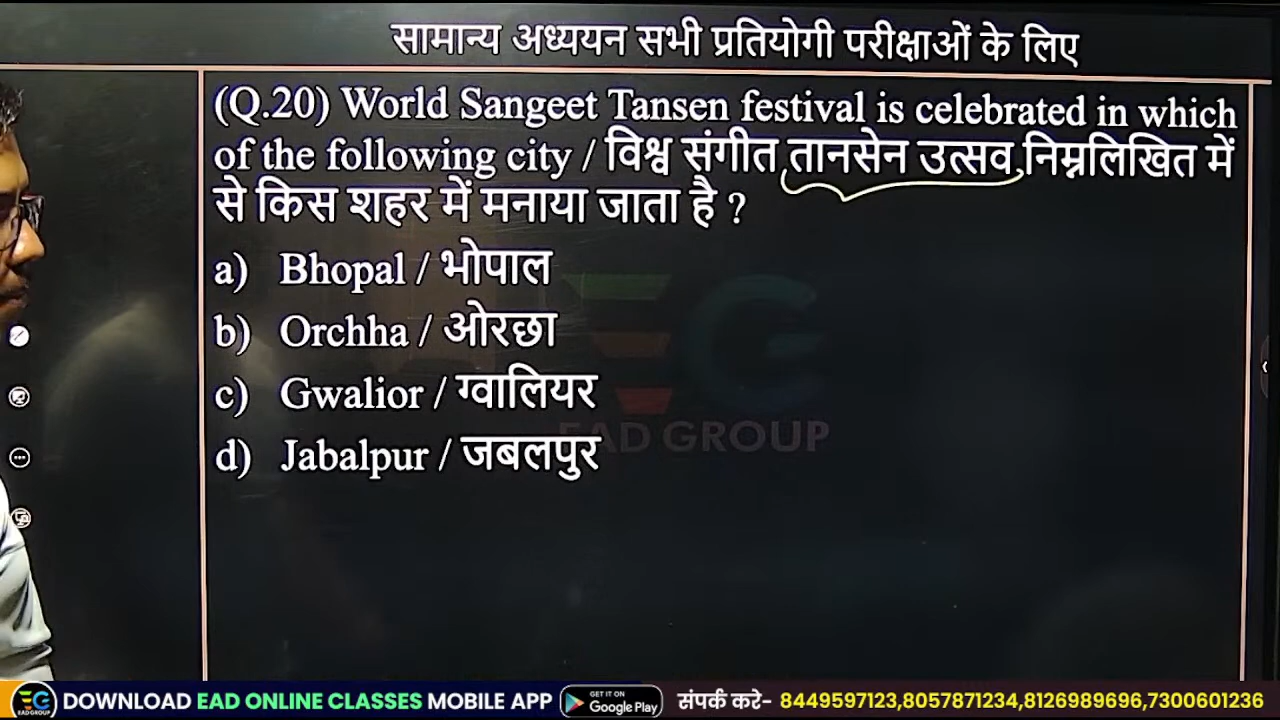 सामान्य अध्ययन सभी प्रतियोगी परीक्षाओं के लिए
(Q.20) World Sangeet Tansen festival is celebrated in which
of the following city / विश्व संगीत तानसेन उत्सव निम्नलिखित में
से किस शहर में मनाया जाता है ?
a) Bhopal / भोपाल
b) Orchha / ओरछा
c) Gwalior / ग्वालियर
d) Jabalpur / जबलपुर
EAD GROUP
EAD GROUP DOWNLOAD EAD ONLINE CLASSES MOBILE APP GET IT ON Google Play संपर्क करे- 8449597123,8057871234,8126989696,7300601236